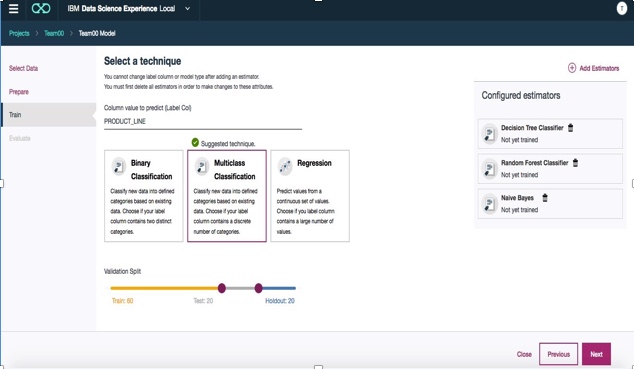 IBM Data Science Experience Local
T
Projects > Team00 > Team00 Model
Select Data
Prepare
Train
Evaluate
Select a technique
You cannot change label column or model type after adding an estimator.
You must first delete all estimators in order to make changes to these attributes.
Column value to predict (Label Col)
PRODUCT_LINE
Suggested technique.
Binary
Classification
Classify new data into defined
categories based on existing
data. Choose if your label
column contains two distinct
categories.
Multiclass
Classification
Classify new data into defined
categories based on existing
data. Choose if your label
column contains a discrete
number of categories.
Regression
Predict values from a
continuous set of values.
Choose if you label column
contains a large number of
values.
Validation Split
Train: 60
Test: 20
Holdout: 20
Add Estimators
Configured estimators
Decision Tree Classifier
Not yet trained
Random Forest Classifier
Not yet trained
Naive Bayes
Not yet trained
Close
Previous
Next